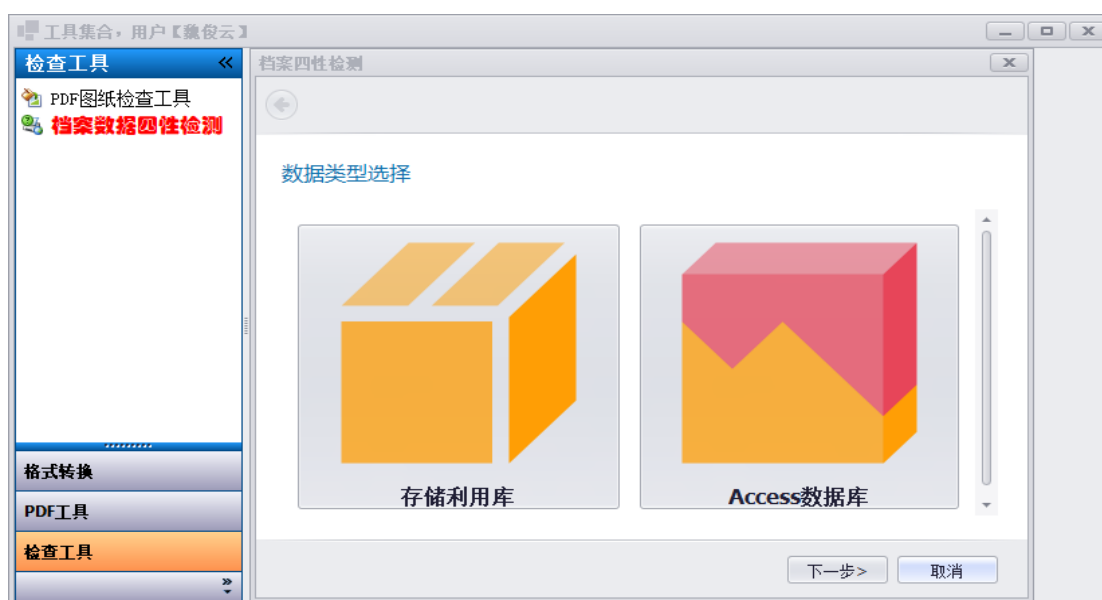 工具集合，用户【魏俊云】
检查工具
PDF图纸检查工具
档案数据四性检测
格式转换
PDF工具
检查工具
档案四性检测
数据类型选择
存储利用库
Access数据库
下一步>
取消